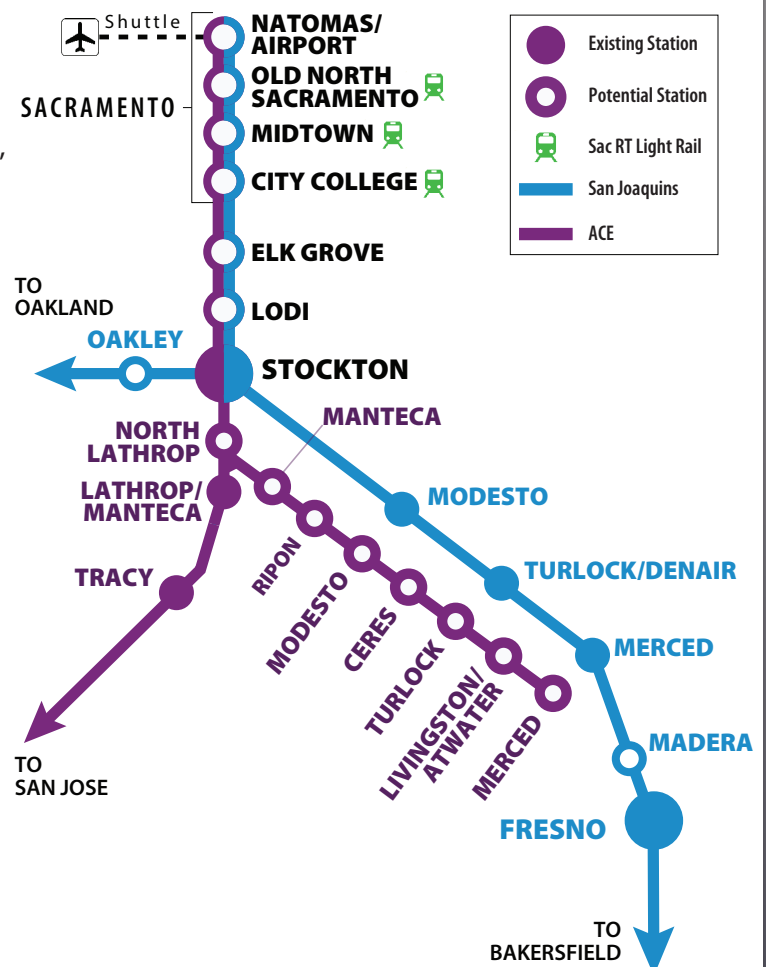 Shuttle
NATOMAS/
AIRPORT
OLD NORTH
SACRAMENTO
SACRAMENTO
MIDTOWN
,
CITY COLLEGE
ELK GROVE
LODI
TO
OAKLAND
OAKLEY
STOCKTON
MANTECA
NORTH
LATHROP
LATHROP/
MANTECA
MODESTO
RIPON
TRACY
TURLOCK/DENAIR
MODESTO
CERES
TURLOCK
LIVINGSTON/
ATWATER
MERCED
MERCED
MADERA
TO
SAN JOSE
FRESNO
TO
BAKERSFIELD
Existing Station
Potential Station
Sac RT Light Rail
San Joaquins
ACE